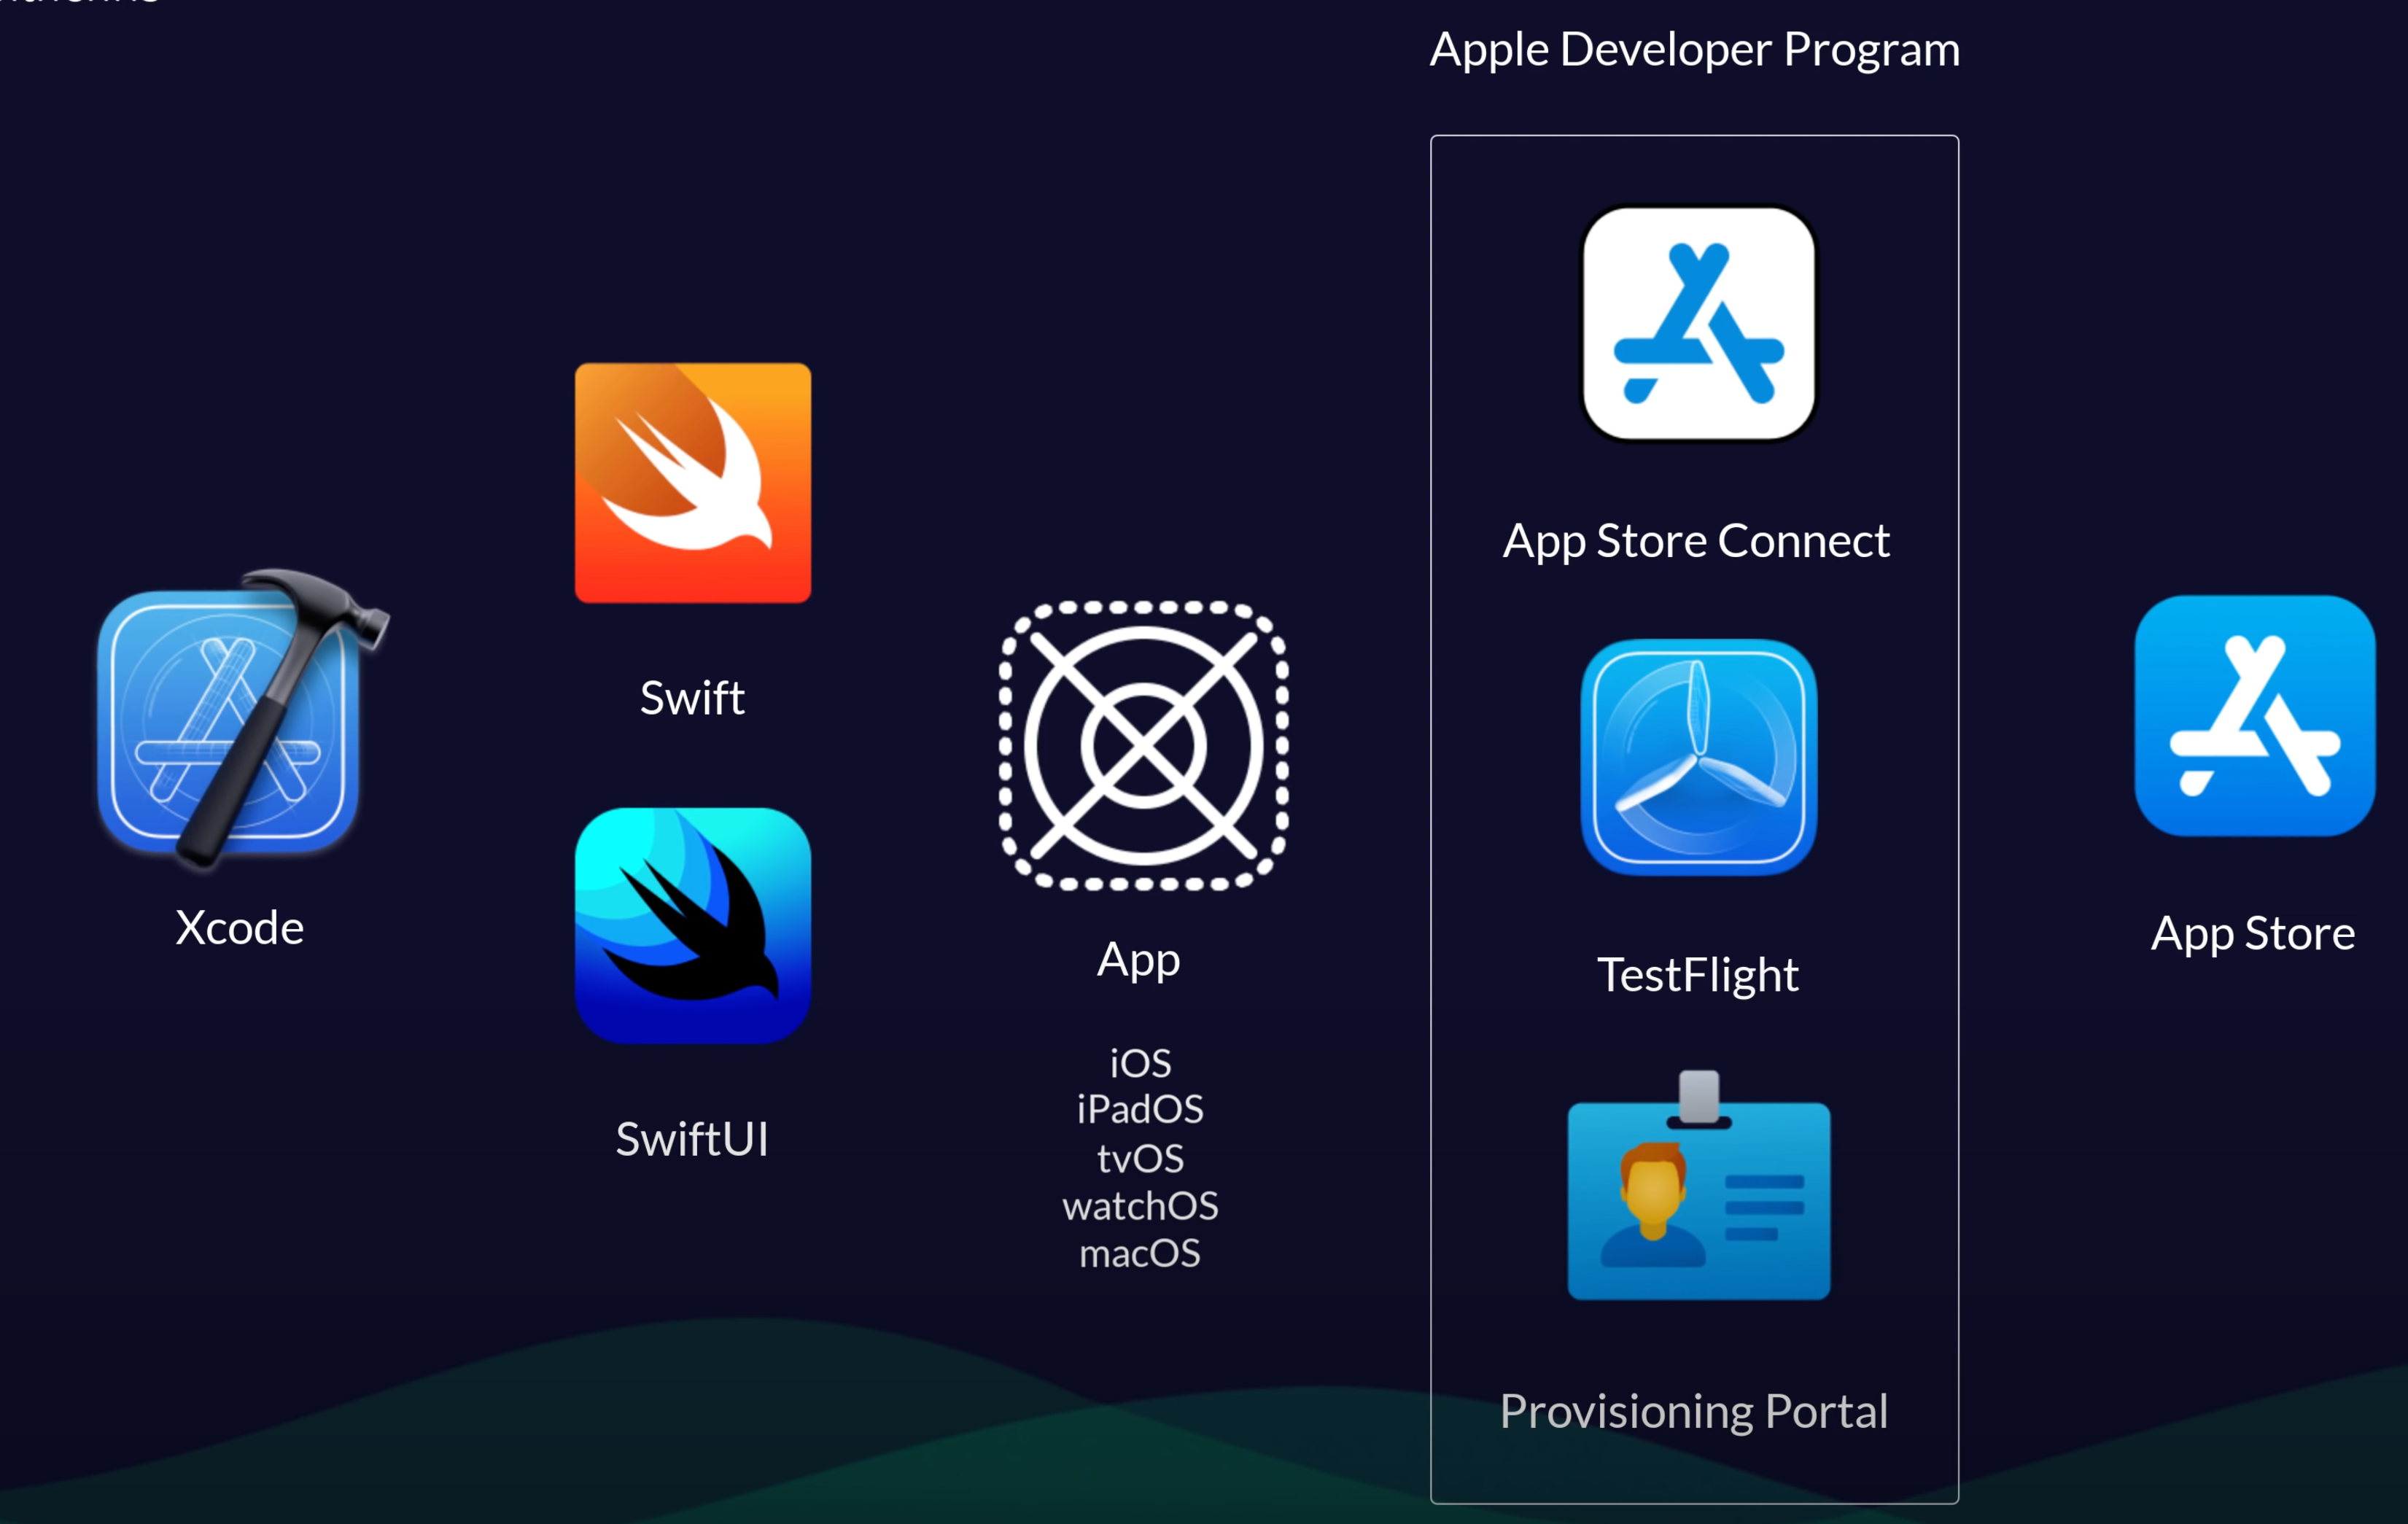 Apple Developer Program
App Store Connect
Swift
Xcode
App Store
App
TestFlight
iOS
iPadOS
SwiftUI
tvOS
watchOS
macOS
Provisioning Portal